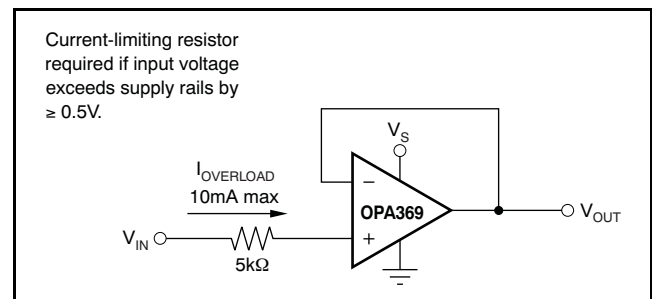 Current-limiting resistor
required if input voltage
exceeds supply rails by
≥ 0.5V.
V_S
I_OVERLOAD
10mA max
−
OPA369
V_OUT
V_IN
+
5kΩ